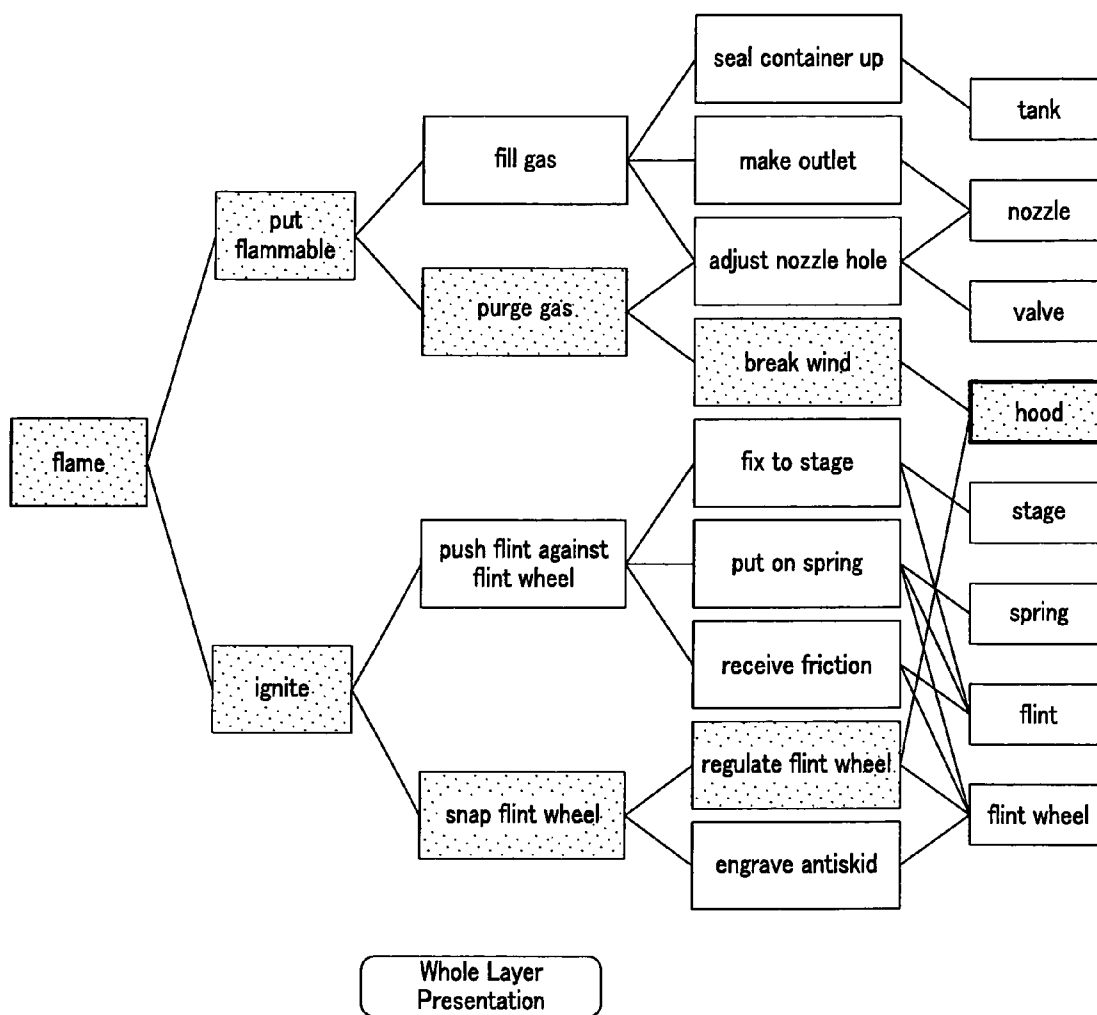 flame
put
flammable
ignite
fill gas
purge gas
push flint against
flint wheel
snap flint wheel
seal container up
make outlet
adjust nozzle hole
break wind
fix to stage
put on spring
receive friction
regulate flint wheel
engrave antiskid
tank
nozzle
valve
hood
stage
spring
flint
flint wheel
Whole Layer
Presentation